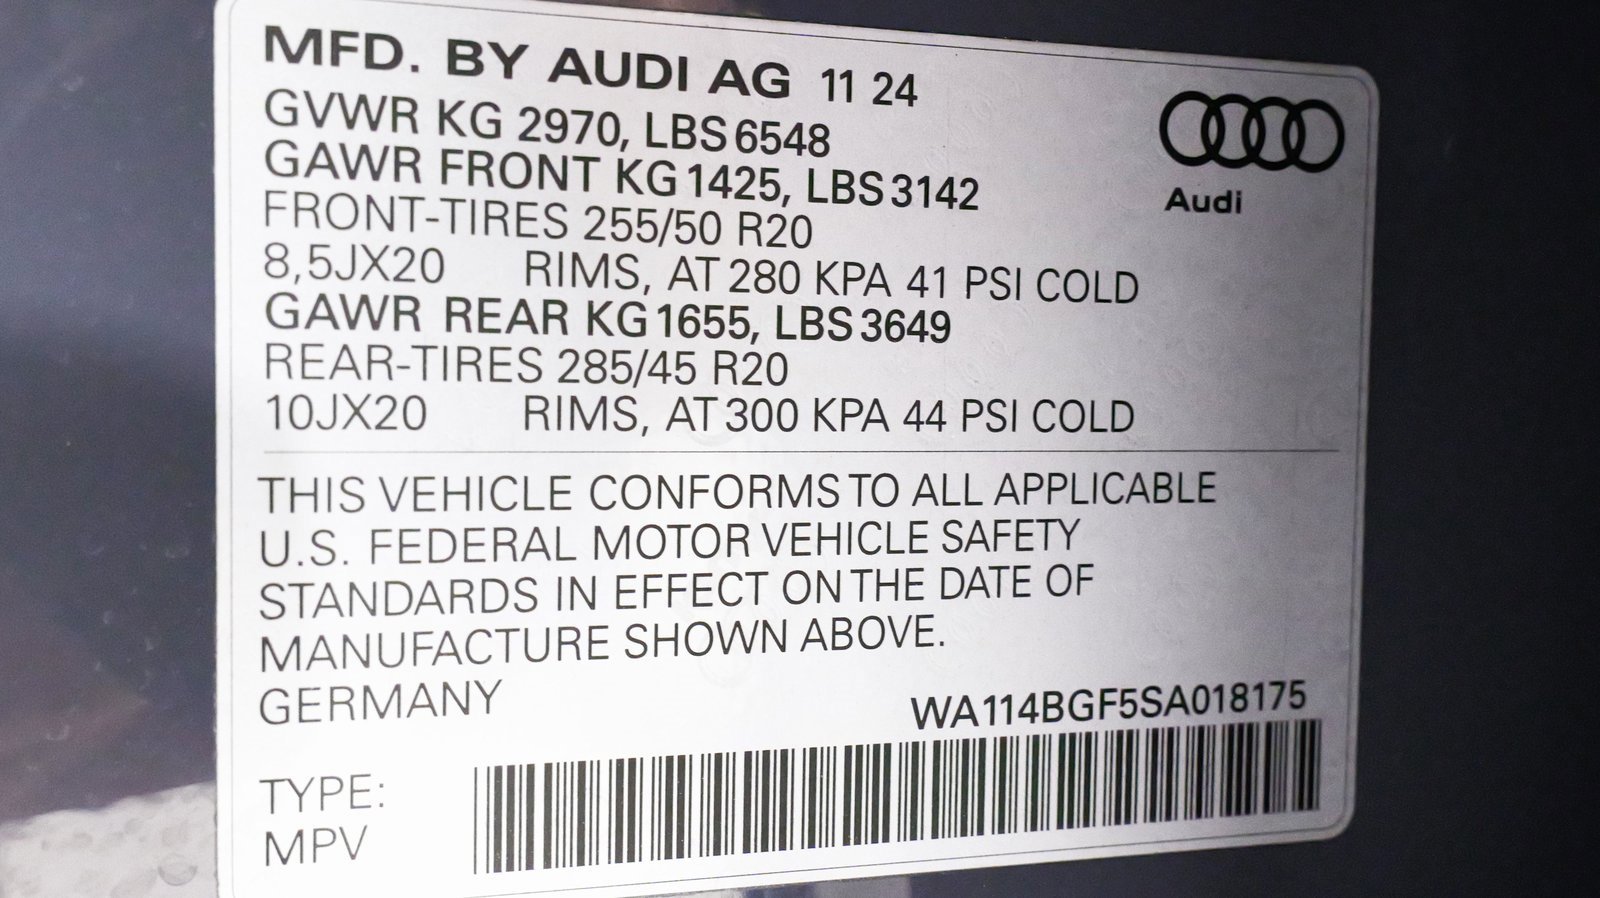 MFD. BY AUDI AG 11 24
GVWR KG 2970, LBS 6548
GAWR FRONT KG 1425, LBS 3142
Audi
FRONT-TIRES 255/50 R20
8,5JX20 RIMS, AT 280 KPA 41 PSI COLD
GAWR REAR KG 1655, LBS 3649
REAR-TIRES 285/45 R20
10JX20 RIMS, AT 300 KPA 44 PSI COLD
THIS VEHICLE CONFORMS TO ALL APPLICABLE
U.S. FEDERAL MOTOR VEHICLE SAFETY
STANDARDS IN EFFECT ON THE DATE OF
MANUFACTURE SHOWN ABOVE.
GERMANY WA114BGF5SA018175
TYPE:
MPV